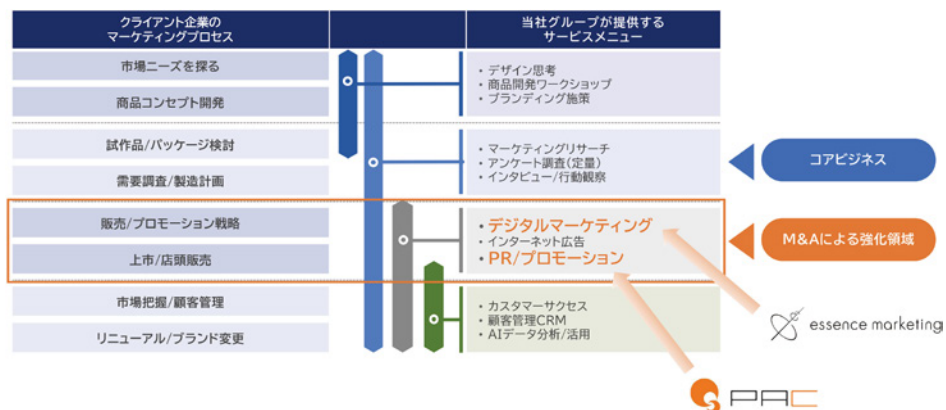 クライアント企業の
マーケティングプロセス
当社グループが提供する
サービスメニュー
市場ニーズを探る
商品コンセプト開発
・デザイン思考
・商品開発ワークショップ
・ブランディング施策
試作品/パッケージ検討
需要調査/製造計画
・マーケティングリサーチ
・アンケート調査(定量)
・インタビュー/行動観察
コアビジネス
販売/プロモーション戦略
上市/店頭販売
・デジタルマーケティング
・インターネット広告
・PR/プロモーション
M&Aによる強化領域
市場把握/顧客管理
リニューアル/ブランド変更
・カスタマーサクセス
・顧客管理CRM
・AIデータ分析/活用
essence marketing
PAC